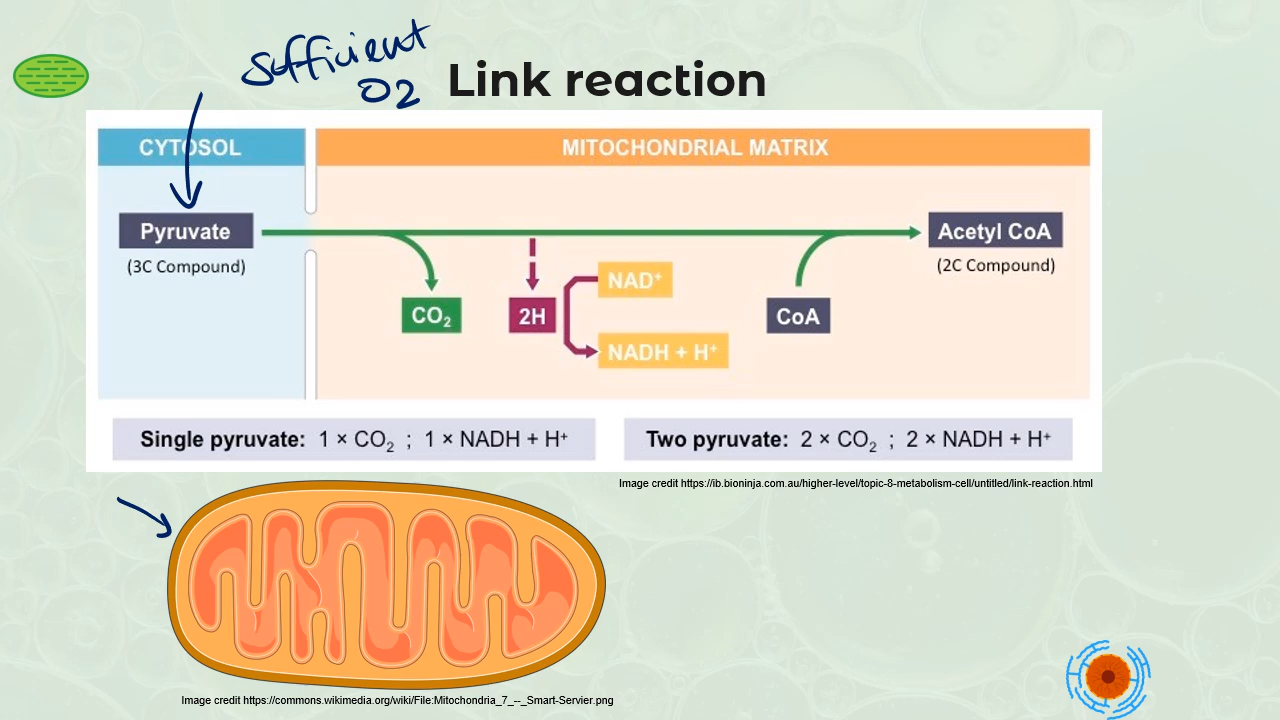 Sufficient
O2
Link reaction
CYTOSOL
MITOCHONDRIAL MATRIX
Pyruvate
(3C Compound)
Acetyl CoA
(2C Compound)
CO₂
2H
NAD⁺
NADH + H⁺
CoA
Single pyruvate: 1 × CO₂ ; 1 × NADH + H⁺
Two pyruvate: 2 × CO₂ ; 2 × NADH + H⁺
Image credit https://ib.bioninja.com.au/higher-level/topic-8-metabolism-cell/untitled/link-reaction.html
Image credit https://commons.wikimedia.org/wiki/File:Mitochondria_7_--_Smart-Servier.png